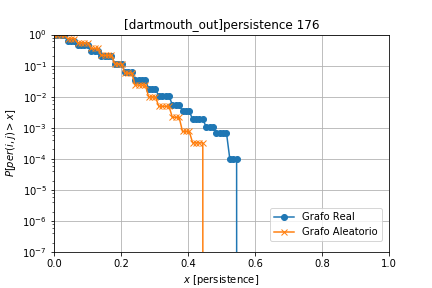 [dartmouth_out]persistence 176
P[per(i, j) > x]
10⁰
10⁻¹
10⁻²
10⁻³
10⁻⁴
10⁻⁵
10⁻⁶
10⁻⁷
Grafo Real
Grafo Aleatorio
0.0 0.2 0.4 0.6 0.8 1.0
x [persistence]